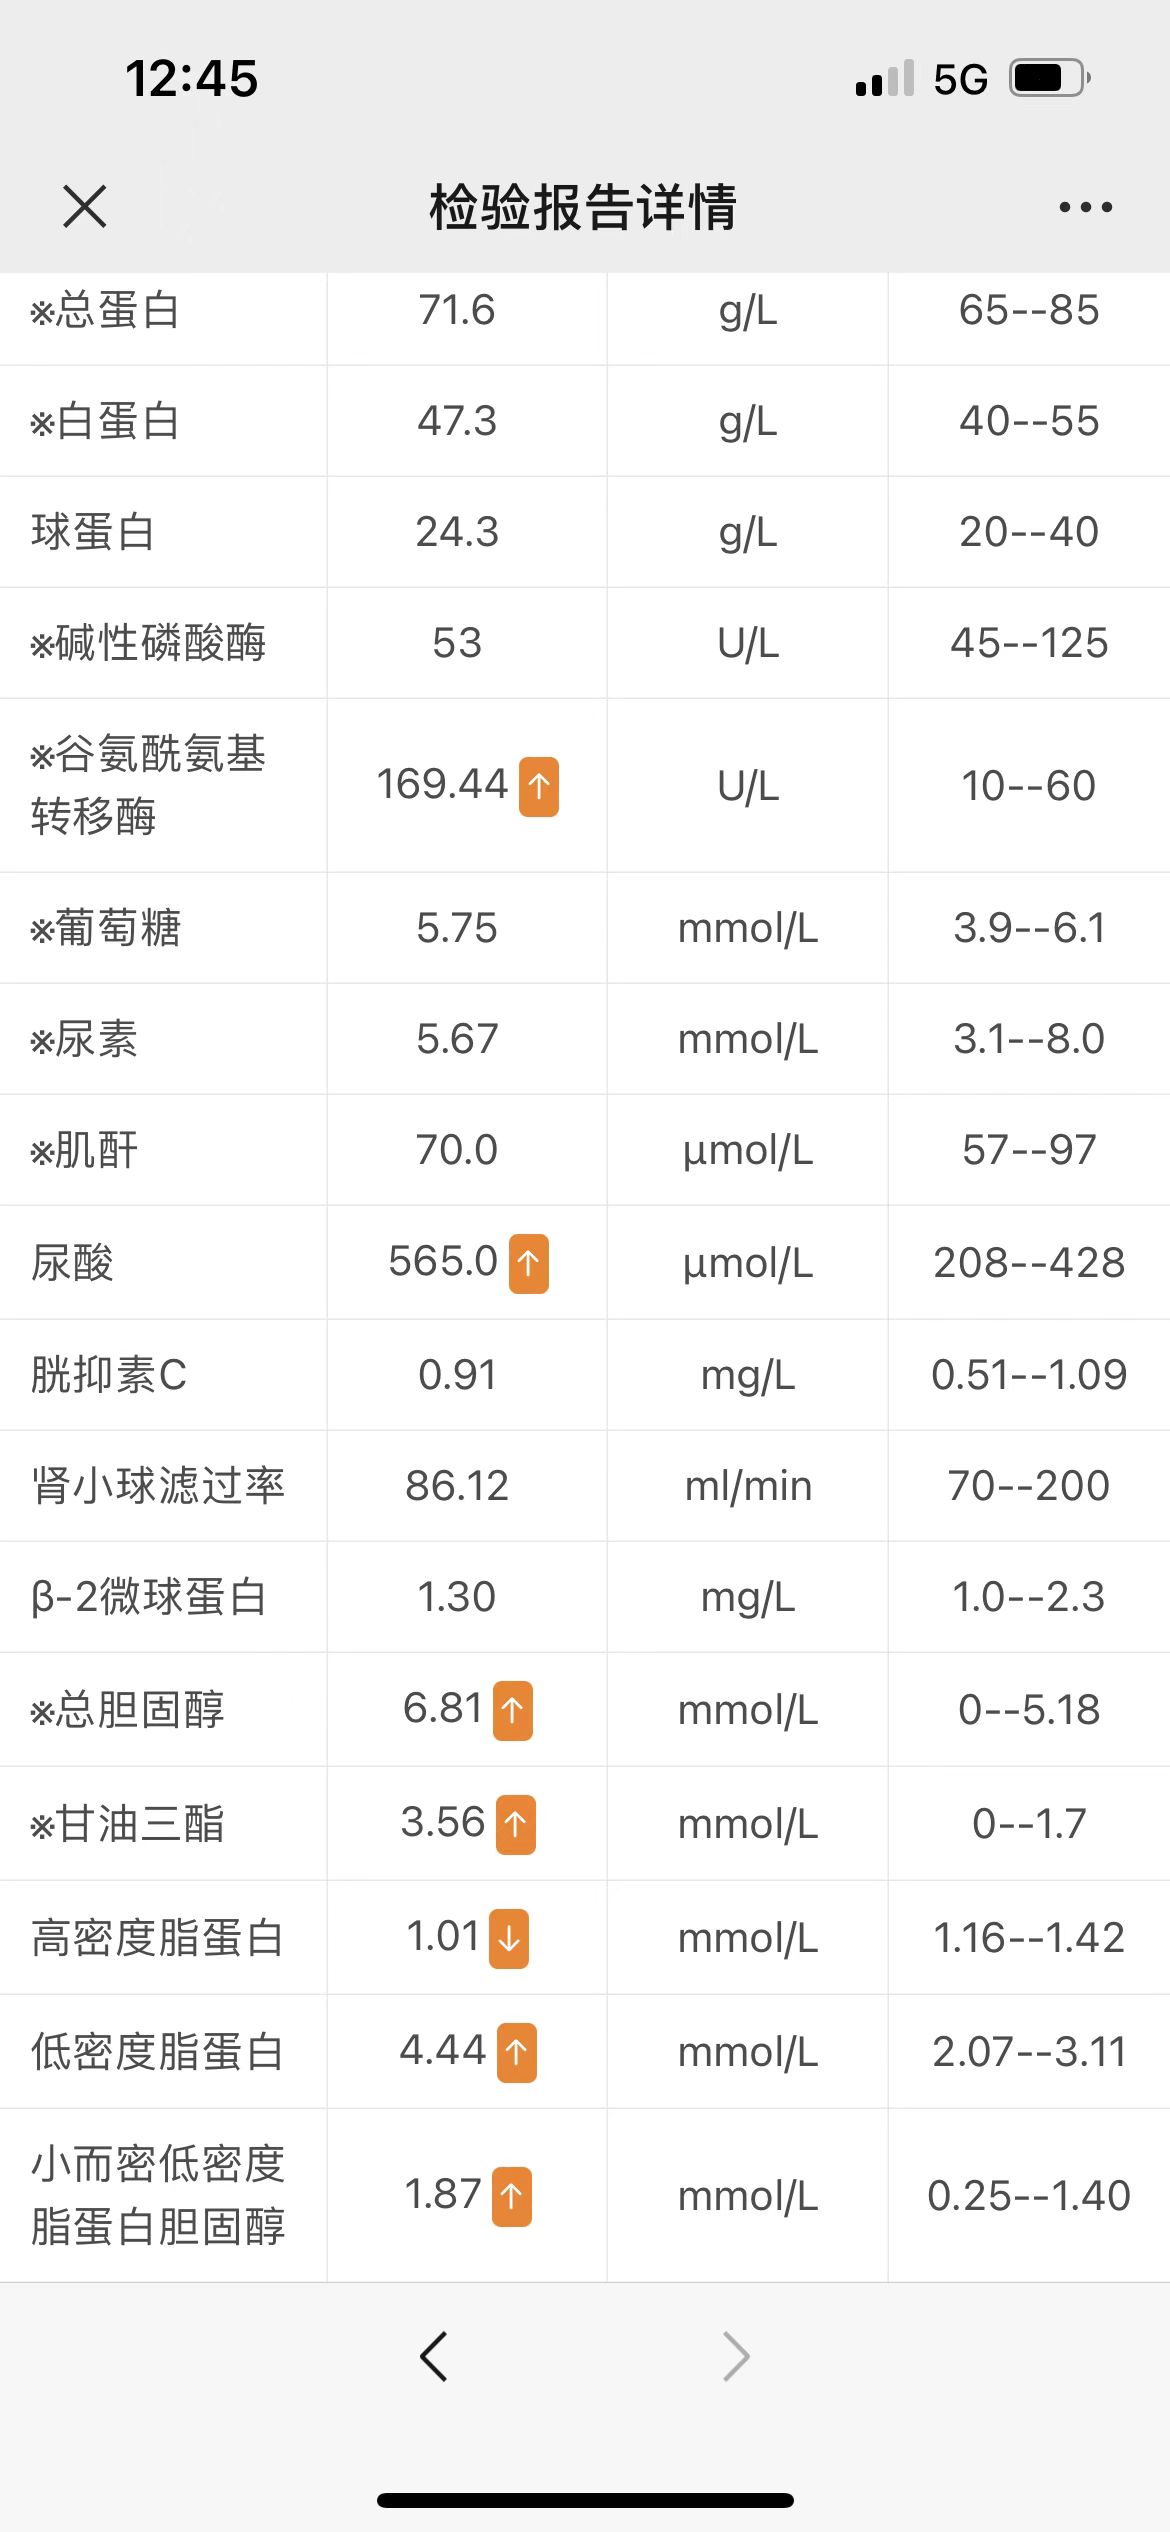 12:45
5G
检验报告详情
※总蛋白 71.6 g/L 65--85
※白蛋白 47.3 g/L 40--55
球蛋白 24.3 g/L 20--40
※碱性磷酸酶 53 U/L 45--125
※谷氨酰氨基
转移酶 169.44 ↑ U/L 10--60
※葡萄糖 5.75 mmol/L 3.9--6.1
※尿素 5.67 mmol/L 3.1--8.0
※肌酐 70.0 μmol/L 57--97
尿酸 565.0 ↑ μmol/L 208--428
胱抑素C 0.91 mg/L 0.51--1.09
肾小球滤过率 86.12 ml/min 70--200
β-2微球蛋白 1.30 mg/L 1.0--2.3
※总胆固醇 6.81 ↑ mmol/L 0--5.18
※甘油三酯 3.56 ↑ mmol/L 0--1.7
高密度脂蛋白 1.01 ↓ mmol/L 1.16--1.42
低密度脂蛋白 4.44 ↑ mmol/L 2.07--3.11
小而密低密度
脂蛋白胆固醇 1.87 ↑ mmol/L 0.25--1.40